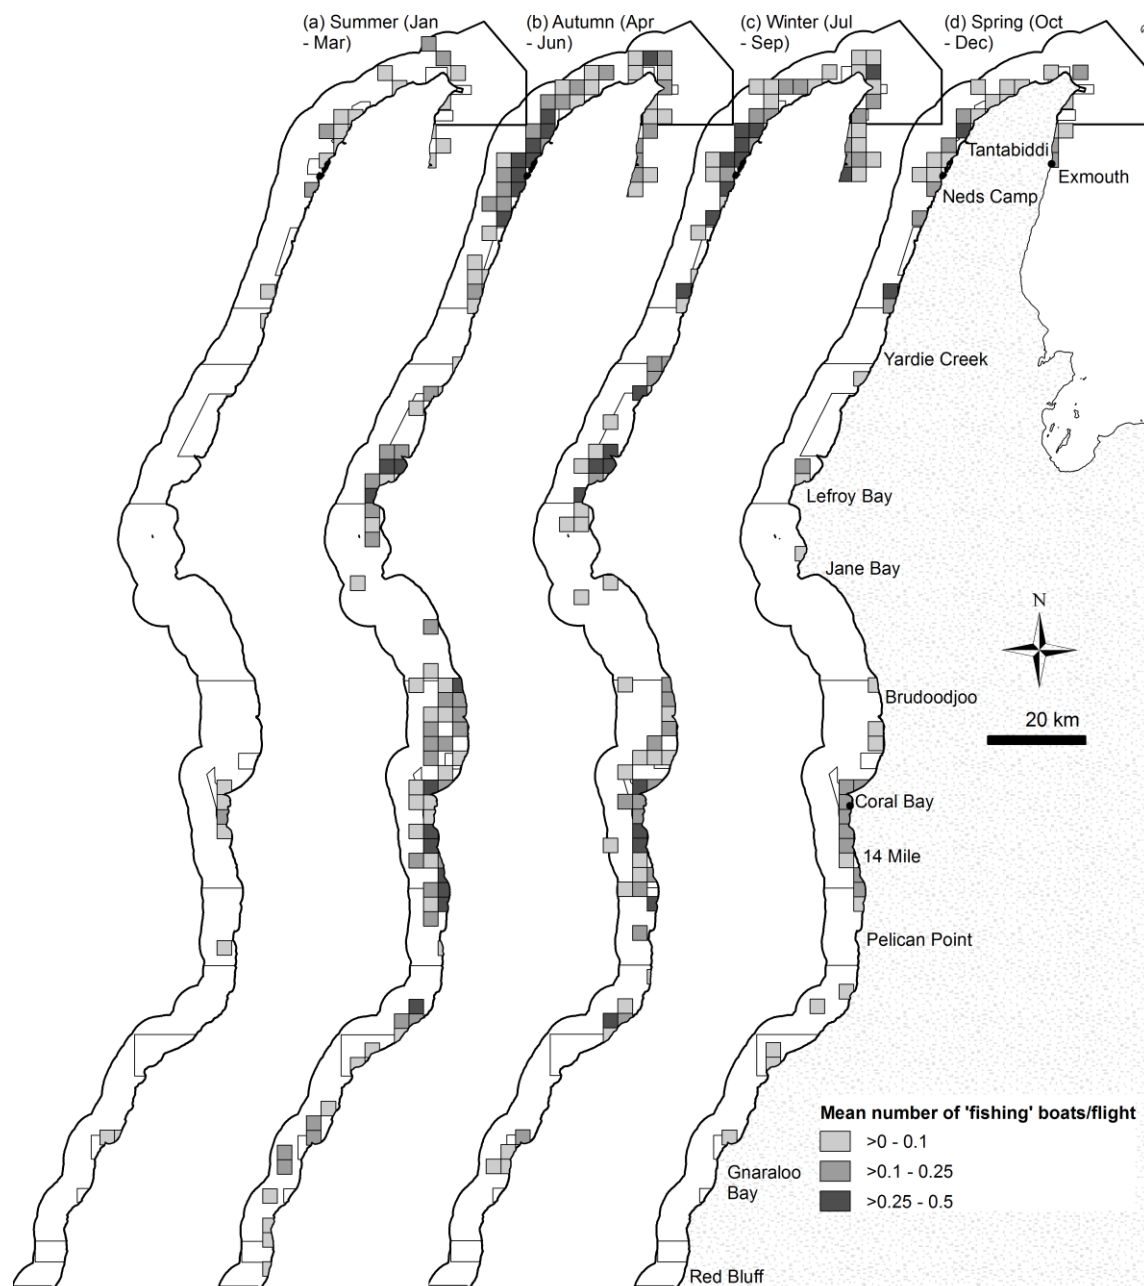 (a) Summer (Jan
- Mar)
(b) Autumn (Apr
- Jun)
(c) Winter (Jul
- Sep)
(d) Spring (Oct
- Dec)
Tantabiddi
Exmouth
Neds Camp
Yardie Creek
Lefroy Bay
Jane Bay
N
Brudoodjoo
20 km
Coral Bay
14 Mile
Pelican Point
Mean number of 'fishing' boats/flight
>0 - 0.1
>0.1 - 0.25
>0.25 - 0.5
Gnaraloo
Bay
Red Bluff